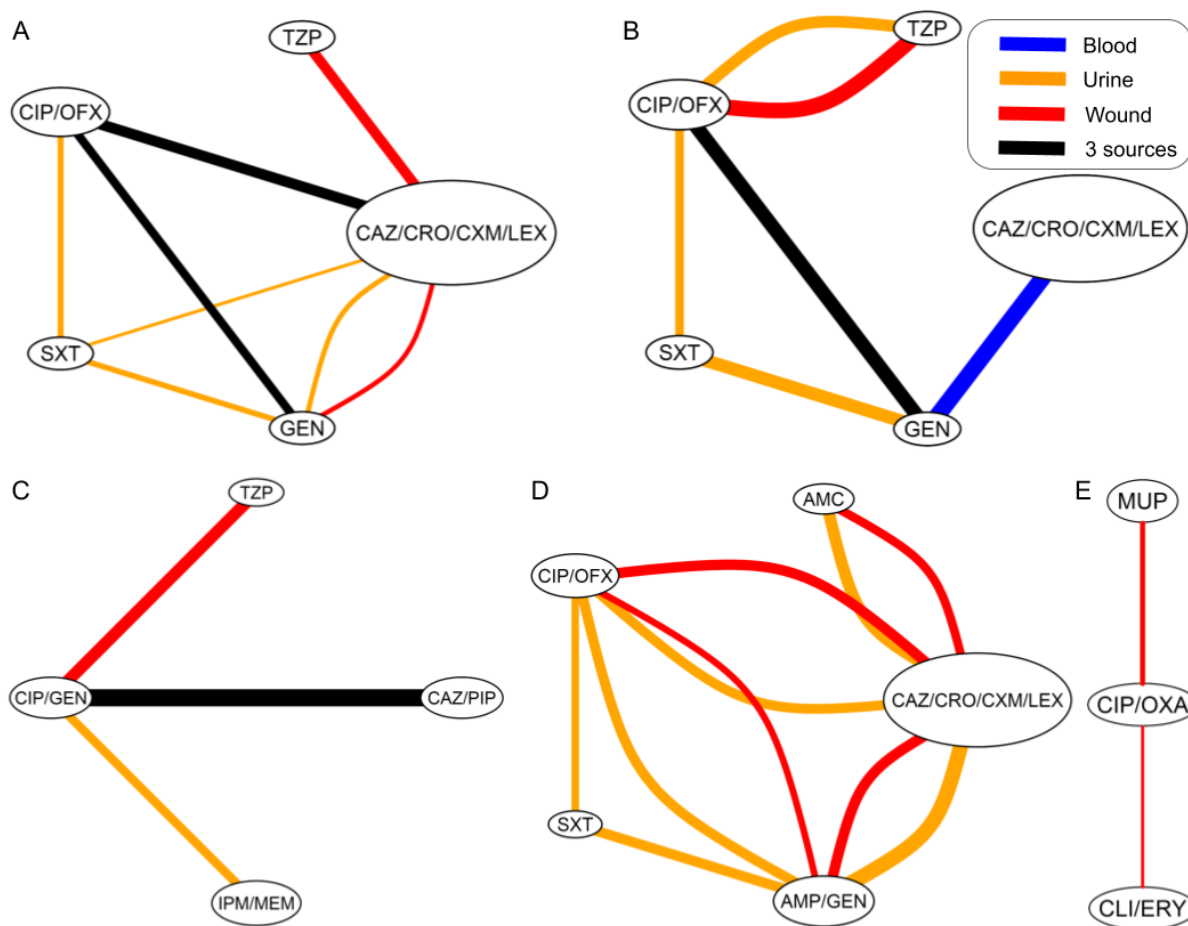 A
TZP
CIP/OFX
CAZ/CRO/CXM/LEX
SXT
GEN
B
TZP
CIP/OFX
CAZ/CRO/CXM/LEX
SXT
GEN
Blood
Urine
Wound
3 sources
C
TZP
CIP/GEN
CAZ/PIP
IPM/MEM
D
AMC
CIP/OFX
CAZ/CRO/CXM/LEX
SXT
AMP/GEN
E
MUP
CIP/OXA
CLI/ERY